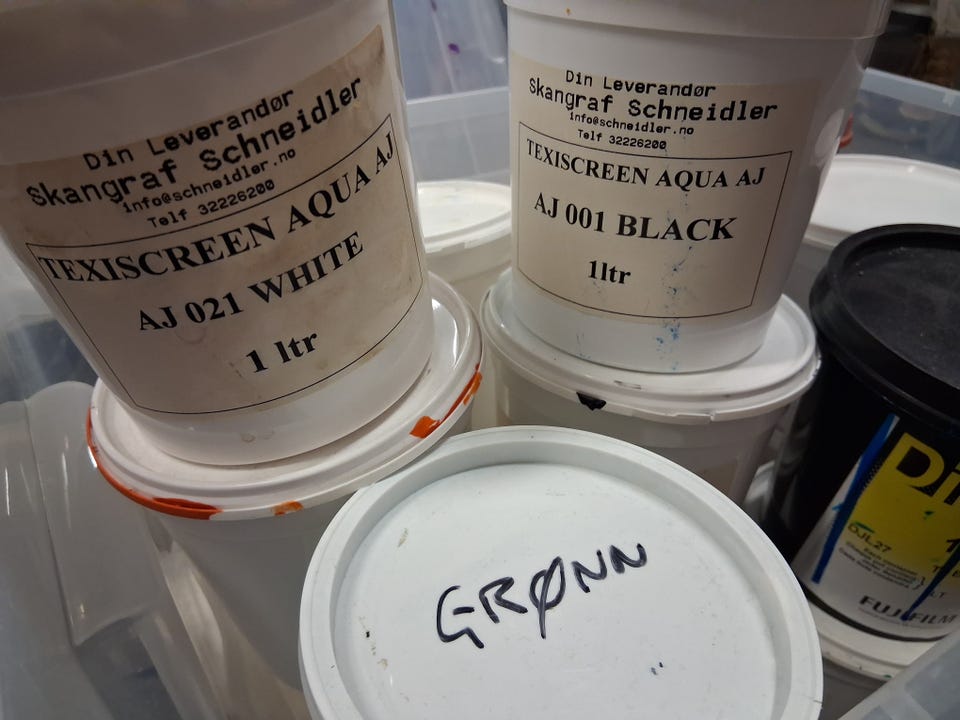 Din Leverandør
Skangraf Schneidler
info@schneidler.no
Telf 32226200
TEXISCREEN AQUA AJ
AJ 021 WHITE
1 ltr
Din Leverandør
Skangraf Schneidler
info@schneidler.no
Telf 32226200
TEXISCREEN AQUA AJ
AJ 001 BLACK
1ltr
GRØNN
DJL27
FUJIFILM